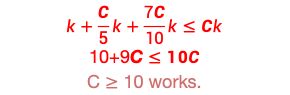 k + C/5 k + 7C/10 k ≤ Ck
10+9C ≤ 10C
C ≥ 10 works.